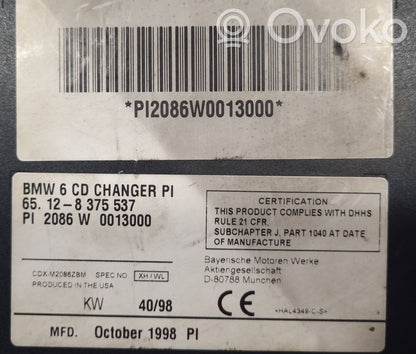 Ovoko
*PI2086W0013000*
BMW 6 CD CHANGER PI
65. 12-8 375 537
PI 2086 W 0013000
CERTIFICATION
THIS PRODUCT COMPLIES WITH DHHS
RULE 21 CFR,
SUBCHAPTER J, PART 1040 AT DATE
OF MANUFACTURE.
CDX-M2086ZBM SPEC NO XH/WL
PRODUCED IN THE USA
KW 40/98
Bayerische Motoren Werke
Aktiengesellschaft
D-80788 Munchen
CE
<HAL4349-C-S>
MFD. October 1998 PI